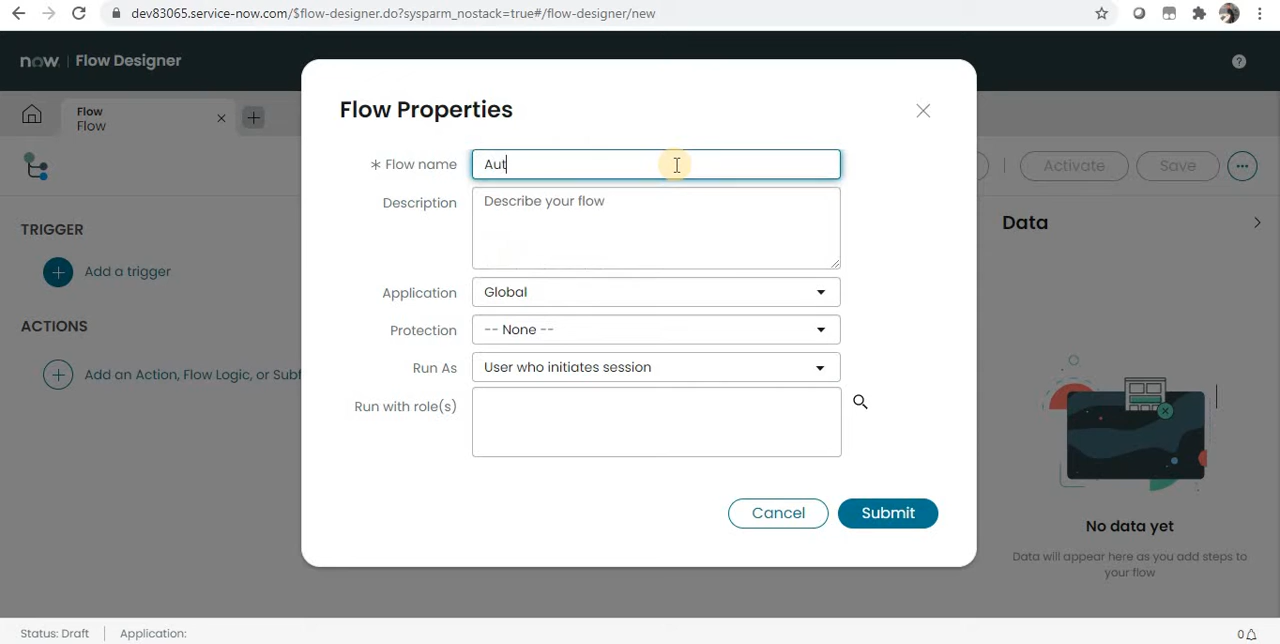 dev83065.service-now.com/$flow-designer.do?sysparm_nostack=true#/flow-designer/new
now. | Flow Designer
Flow
Flow
Activate
Save
TRIGGER
Add a trigger
ACTIONS
Add an Action, Flow Logic, or Subf
Flow Properties
* Flow name
Aut
Description
Describe your flow
Application
Global
Protection
-- None --
Run As
User who initiates session
Run with role(s)
Cancel
Submit
Data
No data yet
Data will appear here as you add steps to
your flow
Status: Draft
Application:
0